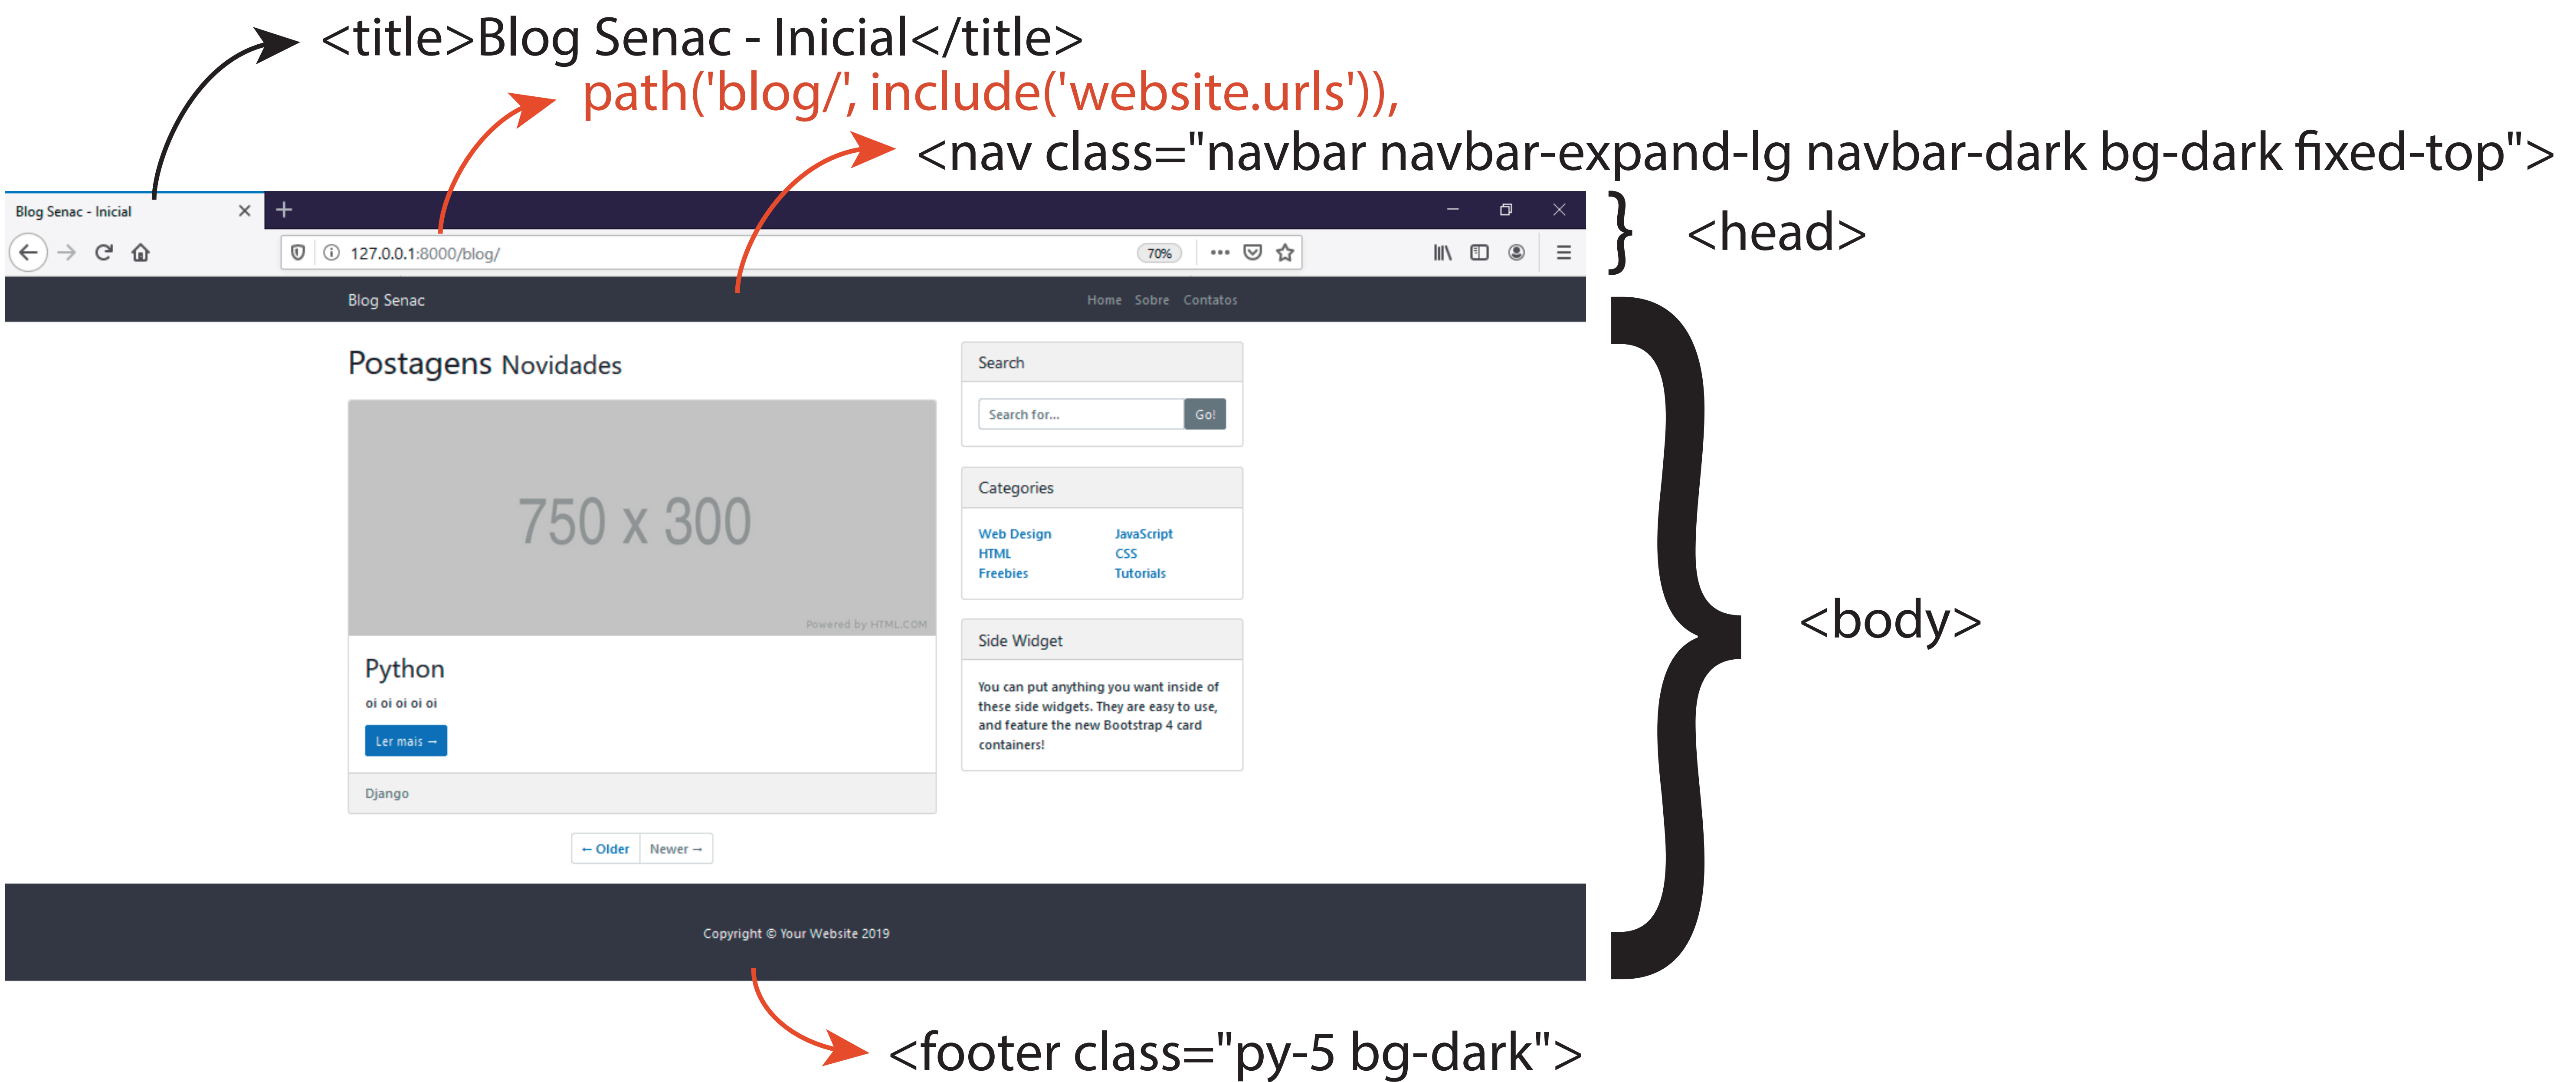 <title>Blog Senac - Inicial</title>
path('blog/', include('website.urls')),
<nav class="navbar navbar-expand-lg navbar-dark bg-dark fixed-top">
Blog Senac - Inicial
<head>
127.0.0.1:8000/blog/
70%
Blog Senac
Home Sobre Contatos
Postagens Novidades
750 x 300
Powered by HTML.COM
Python
oi oi oi oi oi
Ler mais →
Django
← Older Newer →
Search
Search for...
Go!
Categories
Web Design JavaScript
HTML CSS
Freebies Tutorials
Side Widget
You can put anything you want inside of
these side widgets. They are easy to use,
and feature the new Bootstrap 4 card
containers!
<body>
Copyright © Your Website 2019
<footer class="py-5 bg-dark">